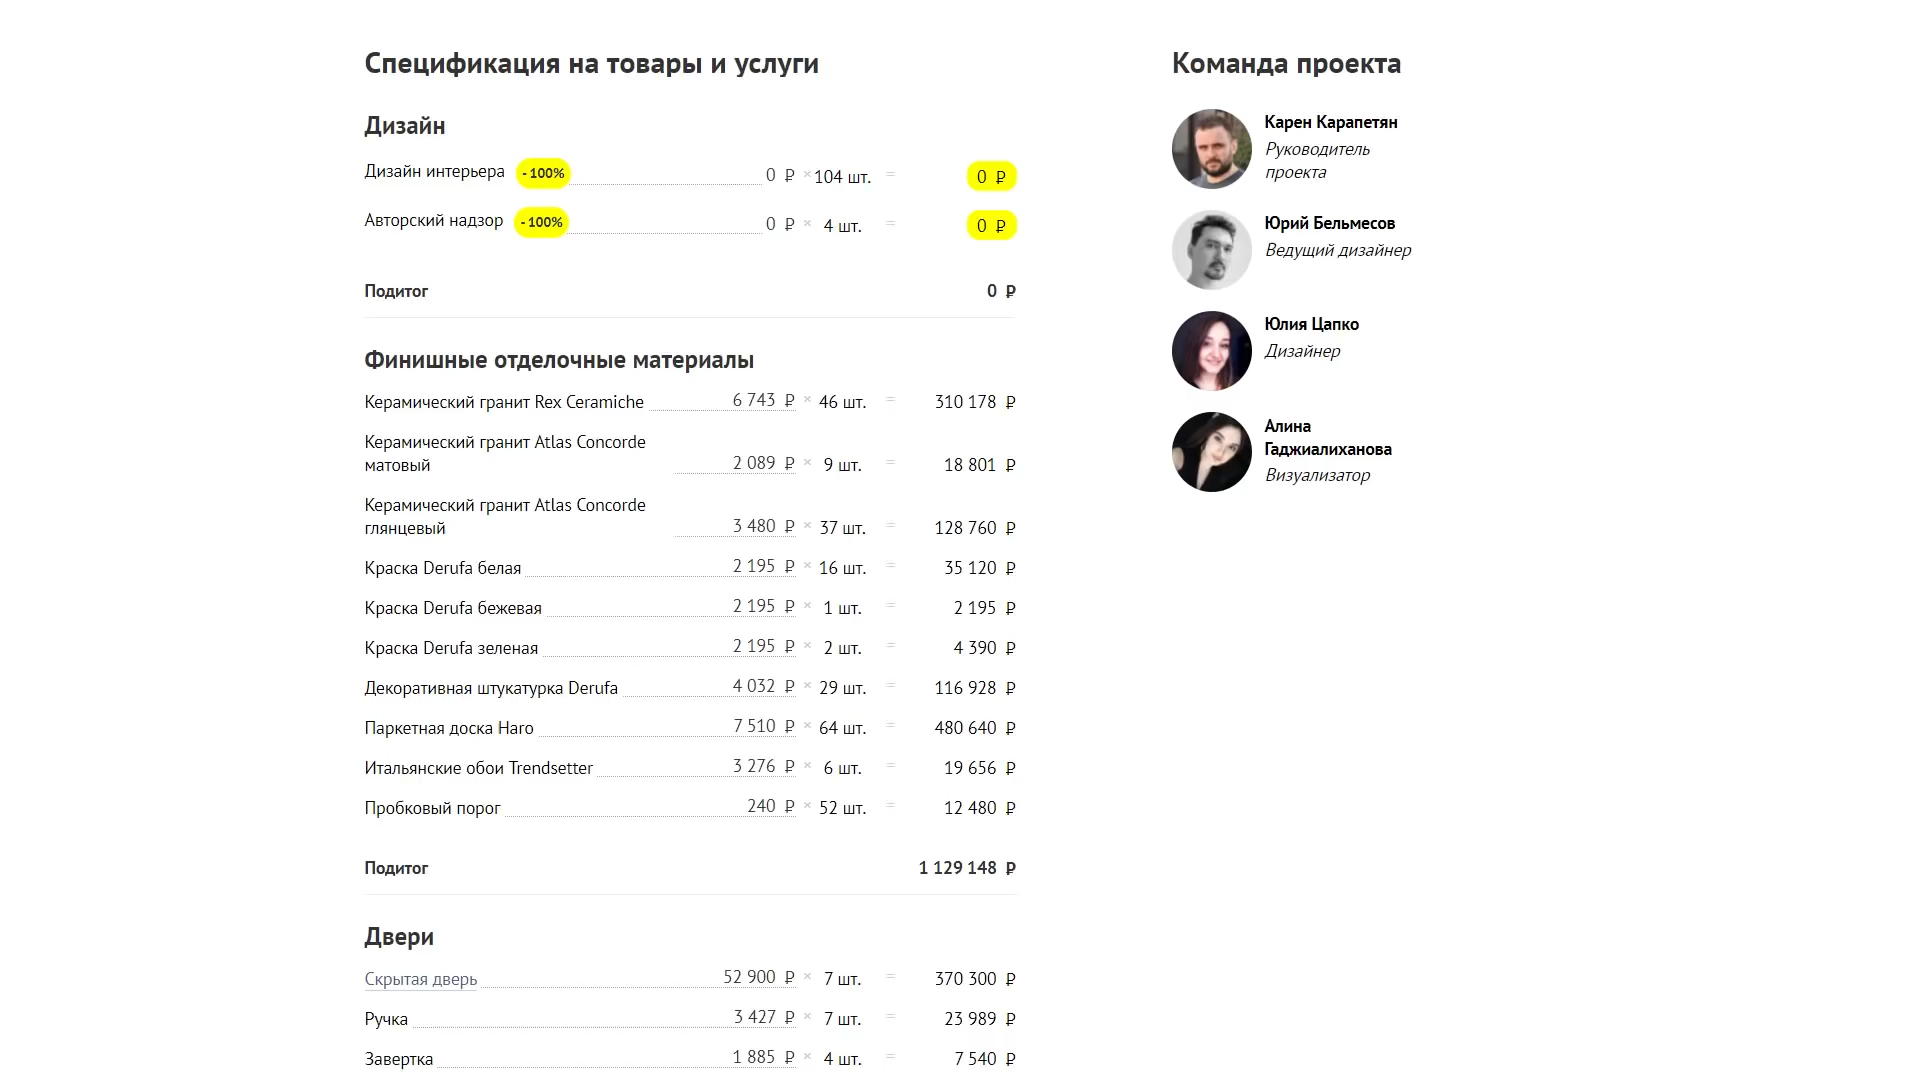 Спецификация на товары и услуги
Дизайн
Дизайн интерьера - 100% 0 ₽ × 104 шт. = 0 ₽
Авторский надзор - 100% 0 ₽ × 4 шт. = 0 ₽
Подитог 0 ₽
Финишные отделочные материалы
Керамический гранит Rex Ceramiche 6 743 ₽ × 46 шт. = 310 178 ₽
Керамический гранит Atlas Concorde
матовый 2 089 ₽ × 9 шт. = 18 801 ₽
Керамический гранит Atlas Concorde
глянцевый 3 480 ₽ × 37 шт. = 128 760 ₽
Краска Derufa белая 2 195 ₽ × 16 шт. = 35 120 ₽
Краска Derufa бежевая 2 195 ₽ × 1 шт. = 2 195 ₽
Краска Derufa зеленая 2 195 ₽ × 2 шт. = 4 390 ₽
Декоративная штукатурка Derufa 4 032 ₽ × 29 шт. = 116 928 ₽
Паркетная доска Haro 7 510 ₽ × 64 шт. = 480 640 ₽
Итальянские обои Trendsetter 3 276 ₽ × 6 шт. = 19 656 ₽
Пробковый порог 240 ₽ × 52 шт. = 12 480 ₽
Подитог 1 129 148 ₽
Двери
Скрытая дверь 52 900 ₽ × 7 шт. = 370 300 ₽
Ручка 3 427 ₽ × 7 шт. = 23 989 ₽
Завертка 1 885 ₽ × 4 шт. = 7 540 ₽
Команда проекта
Карен Карапетян
Руководитель
проекта
Юрий Бельмесов
Ведущий дизайнер
Юлия Цапко
Дизайнер
Алина
Гаджиалиханова
Визуализатор